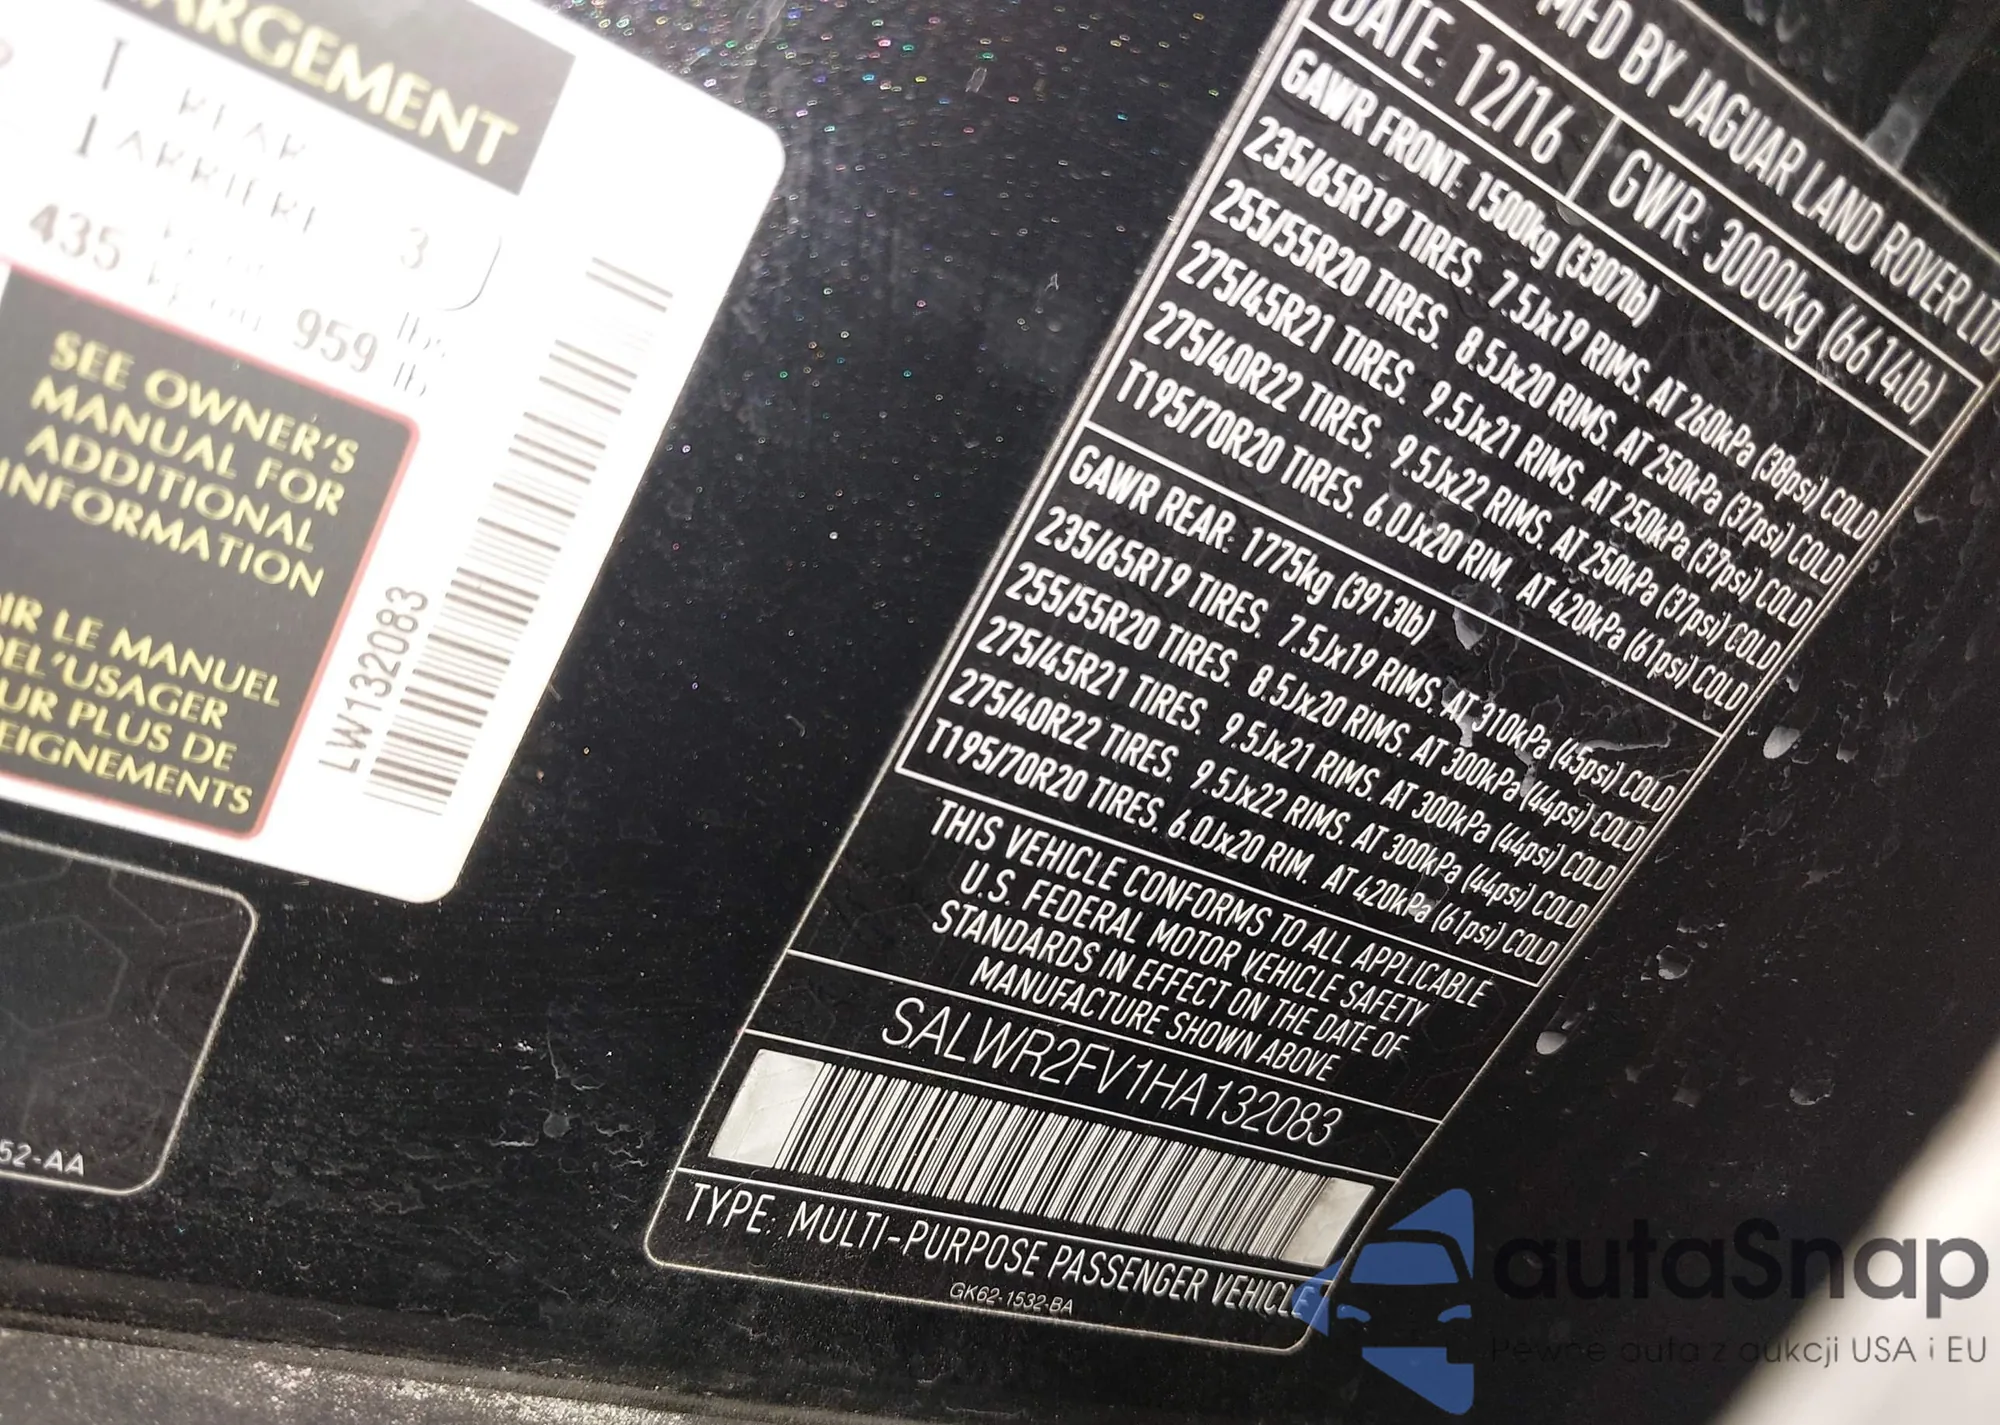 ARGEMENT
REAR
ARRIERE 3
435
959 lb
SEE OWNER'S
MANUAL FOR
ADDITIONAL
INFORMATION
IR LE MANUEL
DEL'USAGER
UR PLUS DE
EIGNEMENTS
LW132083
52-AA
MFD BY JAGUAR LAND ROVER LTD
DATE: 12/16 GWR: 3000kg (6614lb)
GAWR FRONT: 1500kg (3307lb)
235/65R19 TIRES. 7.5Jx19 RIMS. AT 260kPa (38psi) COLD
255/55R20 TIRES. 8.5Jx20 RIMS. AT 250kPa (37psi) COLD
275/45R21 TIRES. 9.5Jx21 RIMS. AT 250kPa (37psi) COLD
275/40R22 TIRES. 9.5Jx22 RIMS. AT 250kPa (37psi) COLD
T195/70R20 TIRES. 6.0Jx20 RIM. AT 420kPa (61psi) COLD
GAWR REAR: 1775kg (3913lb)
235/65R19 TIRES. 7.5Jx19 RIMS. AT 310kPa (45psi) COLD
255/55R20 TIRES. 8.5Jx20 RIMS. AT 300kPa (44psi) COLD
275/45R21 TIRES. 9.5Jx21 RIMS. AT 300kPa (44psi) COLD
275/40R22 TIRES. 9.5Jx22 RIMS. AT 300kPa (44psi) COLD
T195/70R20 TIRES. 6.0Jx20 RIM. AT 420kPa (61psi) COLD
THIS VEHICLE CONFORMS TO ALL APPLICABLE
U.S. FEDERAL MOTOR VEHICLE SAFETY
STANDARDS IN EFFECT ON THE DATE OF
MANUFACTURE SHOWN ABOVE
SALWR2FV1HA132083
TYPE: MULTI-PURPOSE PASSENGER VEHICLE
GK62-1532-BA
autaSnap
Pewne auta z aukcji USA i EU